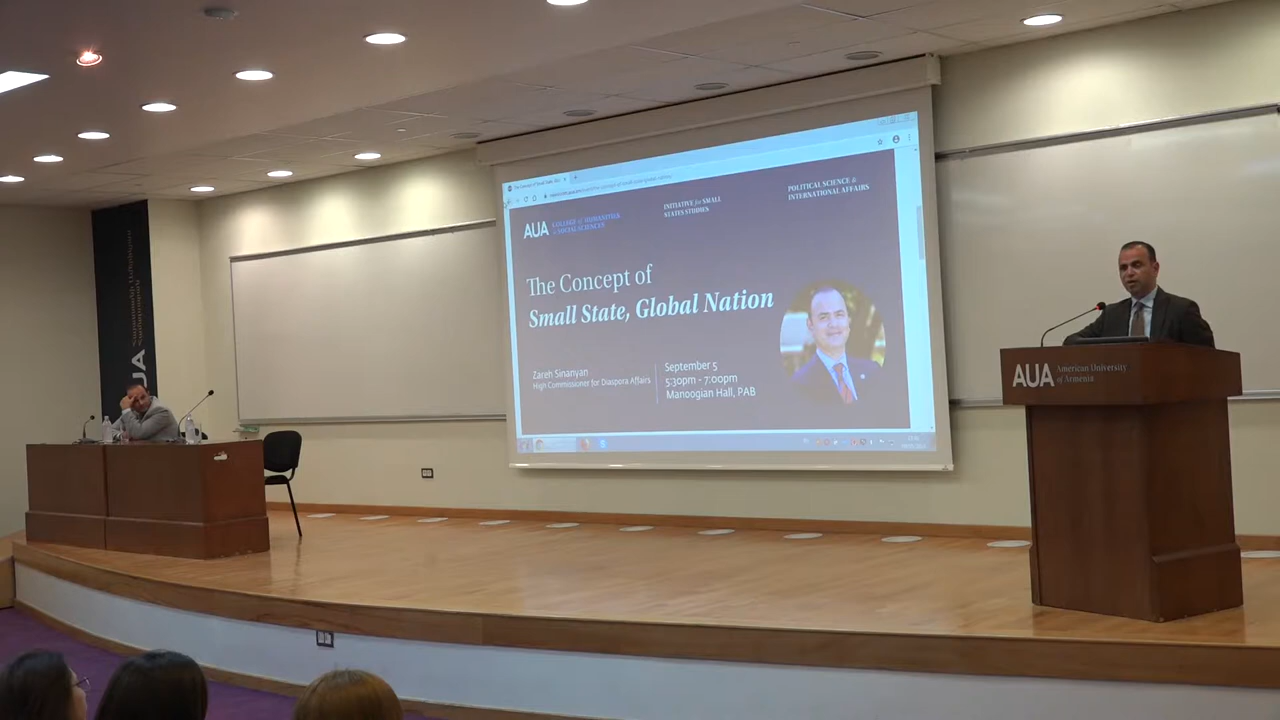 AUA
COLLEGE of HUMANITIES
& SOCIAL SCIENCES
INITIATIVE for SMALL
STATES STUDIES
POLITICAL SCIENCE &
INTERNATIONAL AFFAIRS
The Concept of
Small State, Global Nation
Zareh Sinanyan
High Commissioner for Diaspora Affairs
September 5
5:30pm - 7:00pm
Manoogian Hall, PAB
AUA
American University
of Armenia